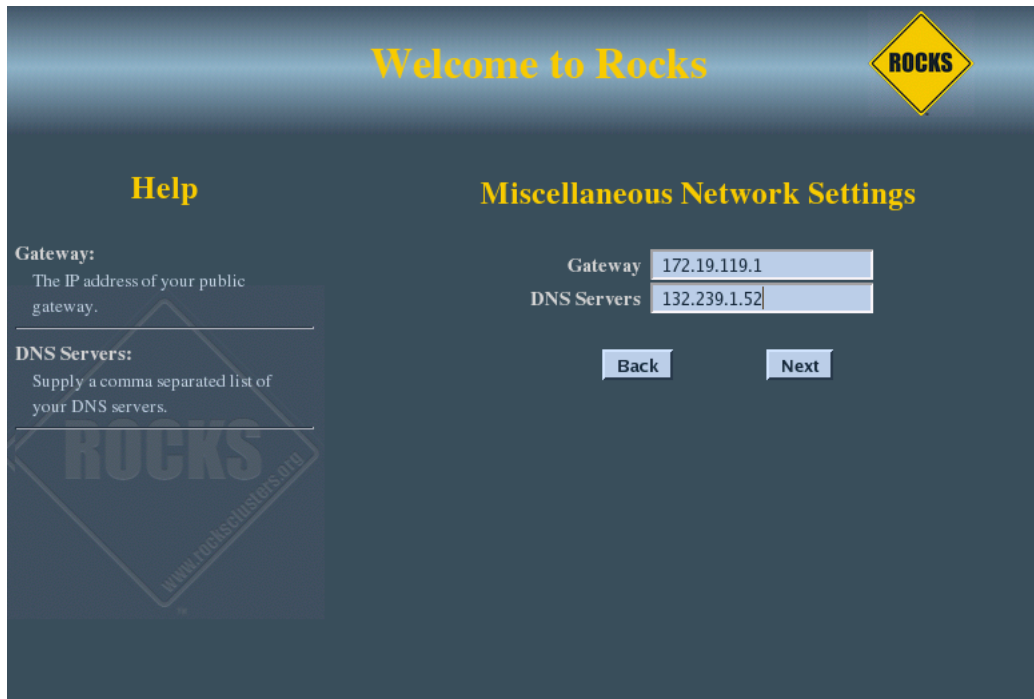 Welcome to Rocks
ROCKS
Help
Gateway:
The IP address of your public
gateway.
DNS Servers:
Supply a comma separated list of
your DNS servers.
ROCKS
www.rocksclusters.org
Miscellaneous Network Settings
Gateway 172.19.119.1
DNS Servers 132.239.1.52
Back Next